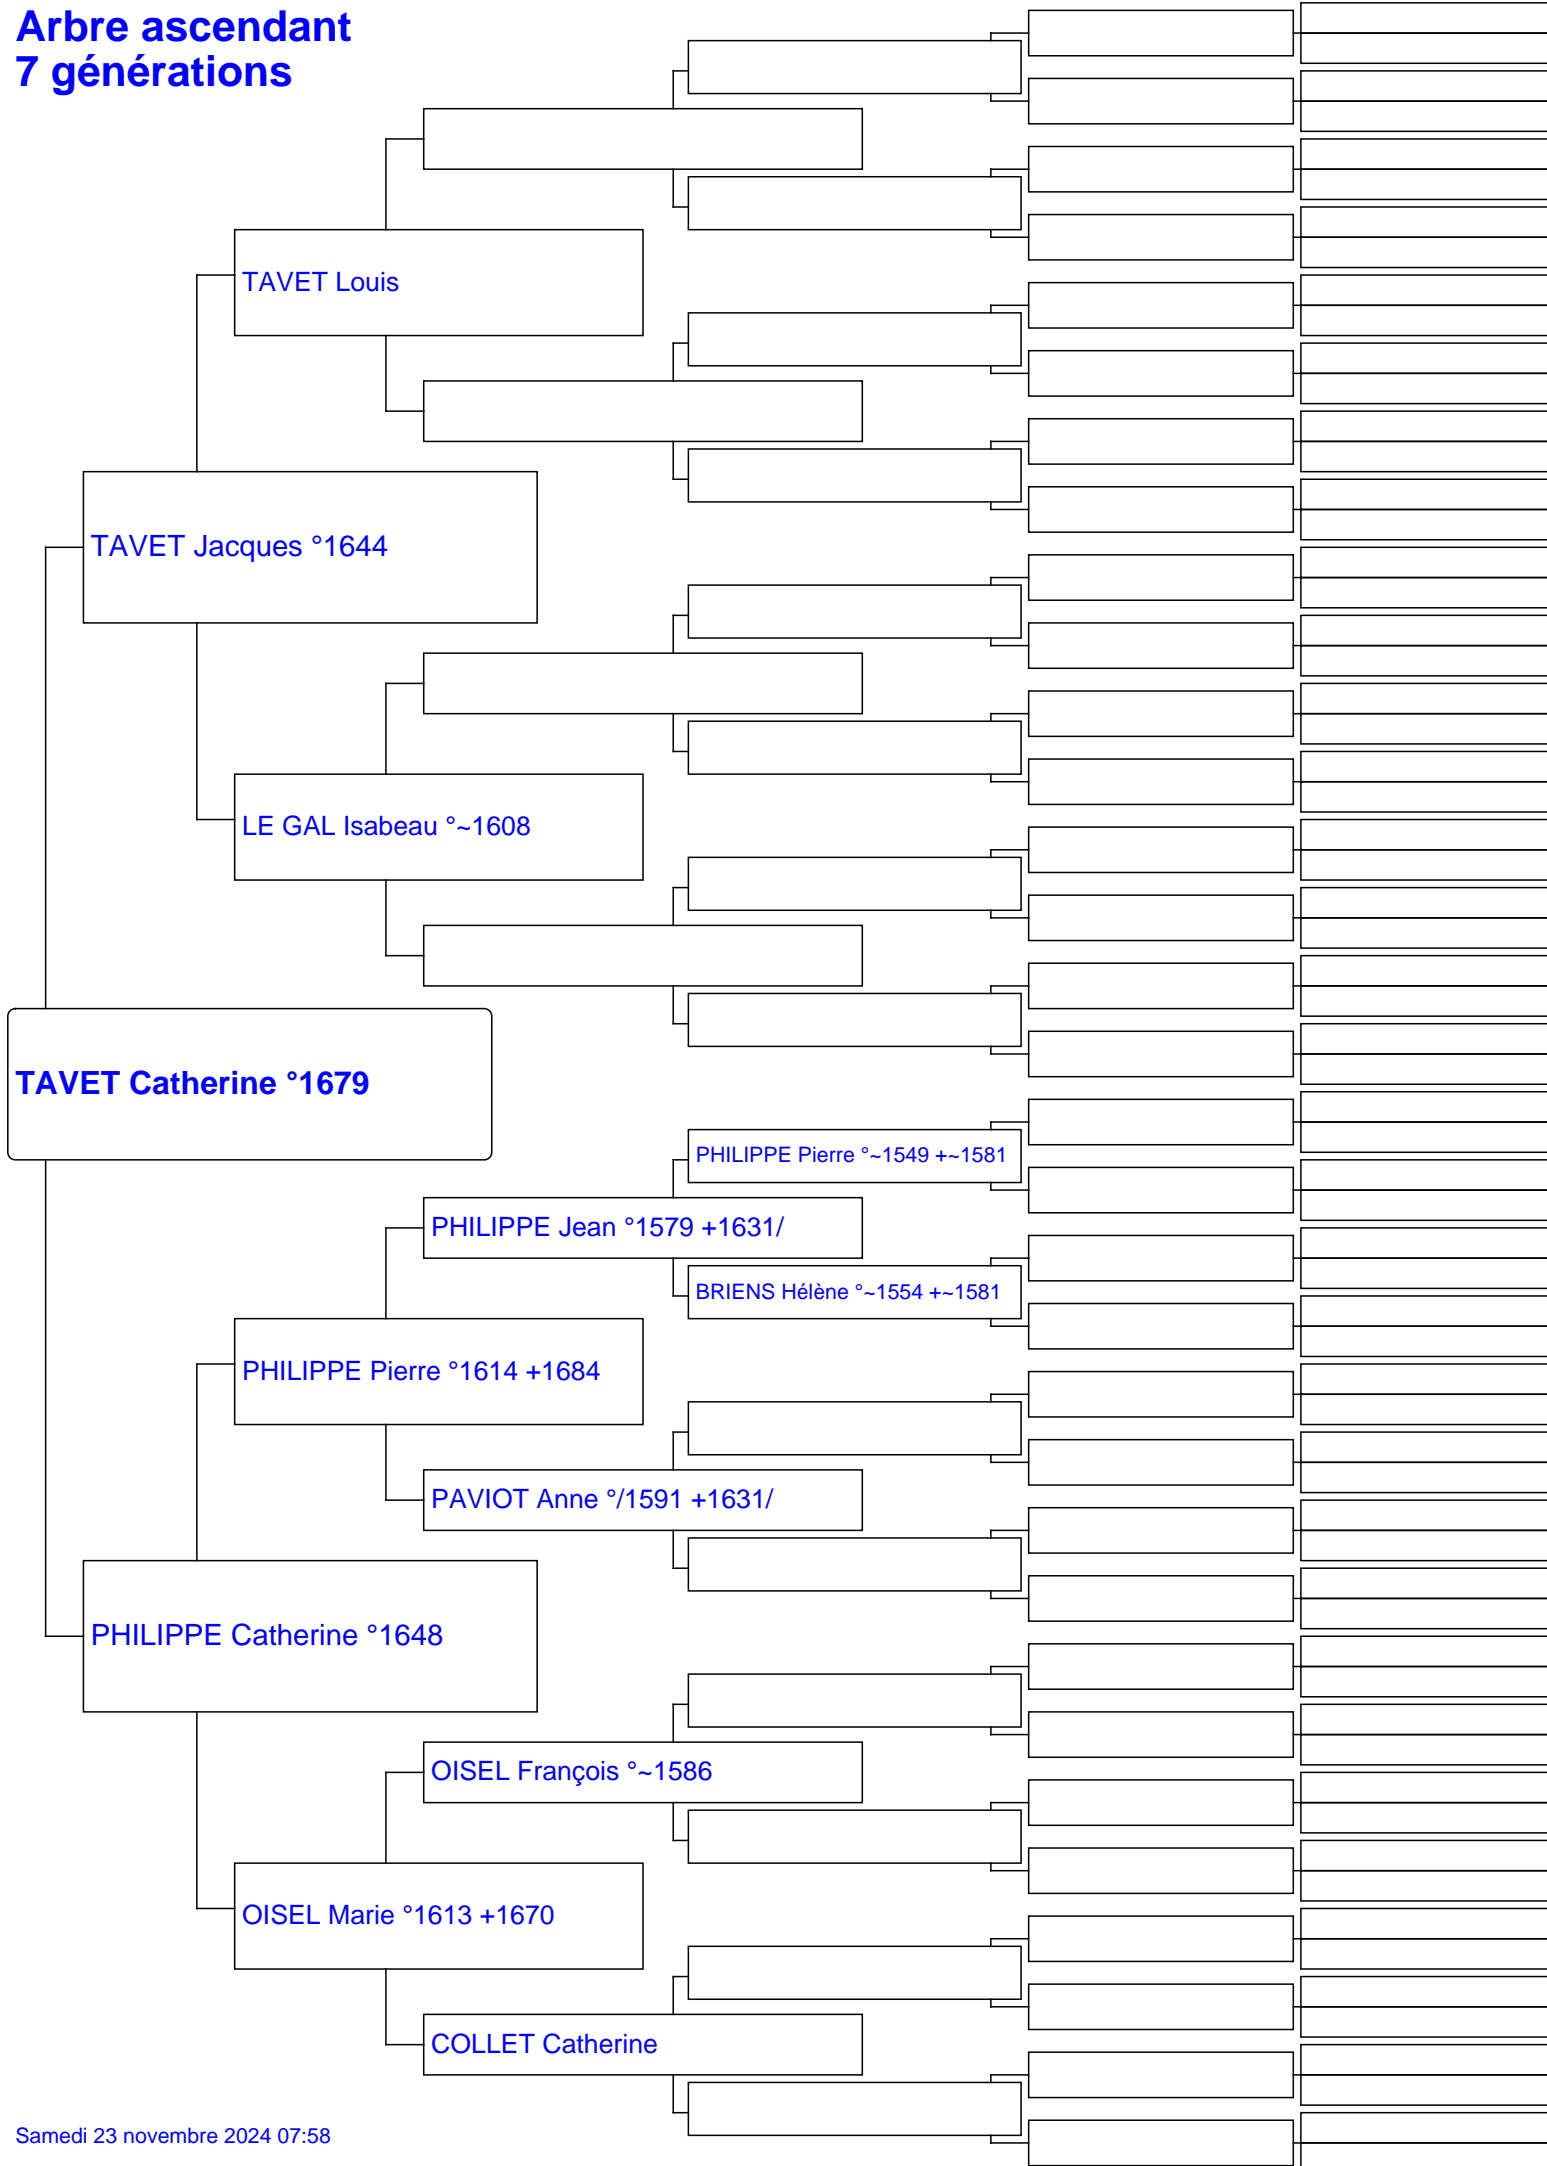 Arbre ascendant
7 générations
TAVET Louis
TAVET Jacques °1644
LE GAL Isabeau °~1608
TAVET Catherine °1679
PHILIPPE Pierre °~1549 +~1581
PHILIPPE Jean °1579 +1631/
BRIENS Hélène °~1554 +~1581
PHILIPPE Pierre °1614 +1684
PAVIOT Anne °/1591 +1631/
PHILIPPE Catherine °1648
OISEL François °~1586
OISEL Marie °1613 +1670
COLLET Catherine
Samedi 23 novembre 2024 07:58